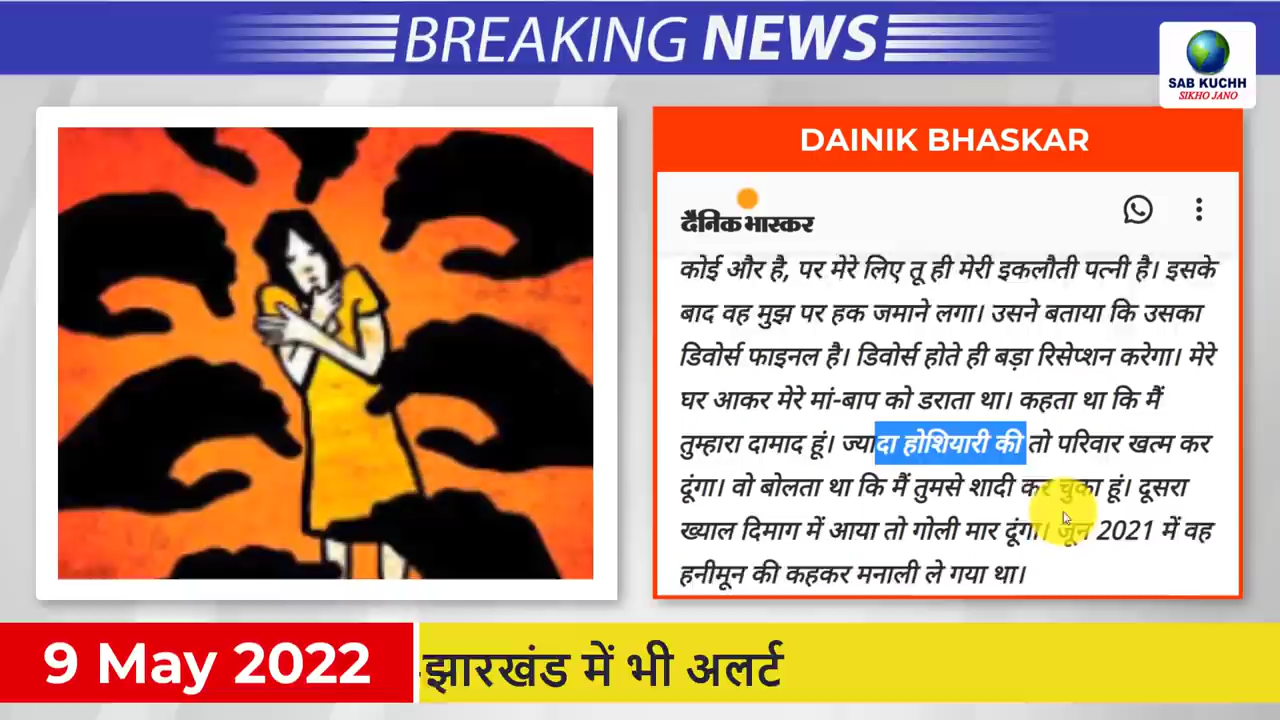 BREAKING NEWS
SAB KUCHH
SIKHO JANO
DAINIK BHASKAR
दैनिक भास्कर
कोई और है, पर मेरे लिए तू ही मेरी इकलौती पत्नी है। इसके
बाद वह मुझ पर हक जमाने लगा। उसने बताया कि उसका
डिवोर्स फाइनल है। डिवोर्स होते ही बड़ा रिसेप्शन करेगा। मेरे
घर आकर मेरे मां-बाप को डराता था। कहता था कि मैं
तुम्हारा दामाद हूं। ज्यादा होशियारी की तो परिवार खत्म कर
दूंगा। वो बोलता था कि मैं तुमसे शादी कर चुका हूं। दूसरा
ख्याल दिमाग में आया तो गोली मार दूंगा। जून 2021 में वह
हनीमून की कहकर मनाली ले गया था।
9 May 2022
-झारखंड में भी अलर्ट